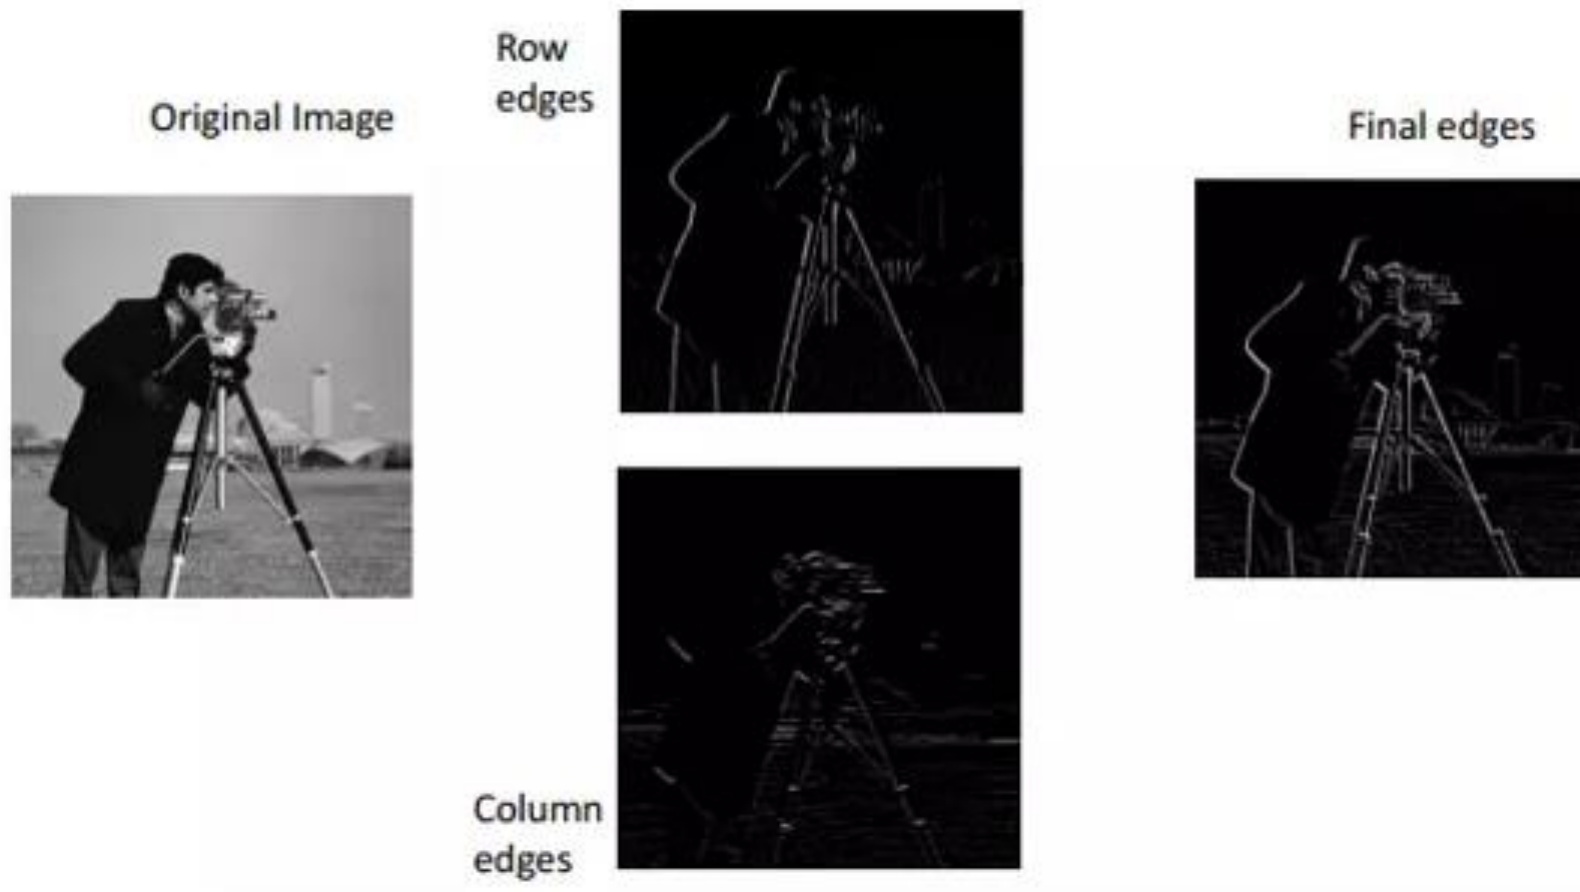 Original Image
Row
edges
Final edges
Column
edges